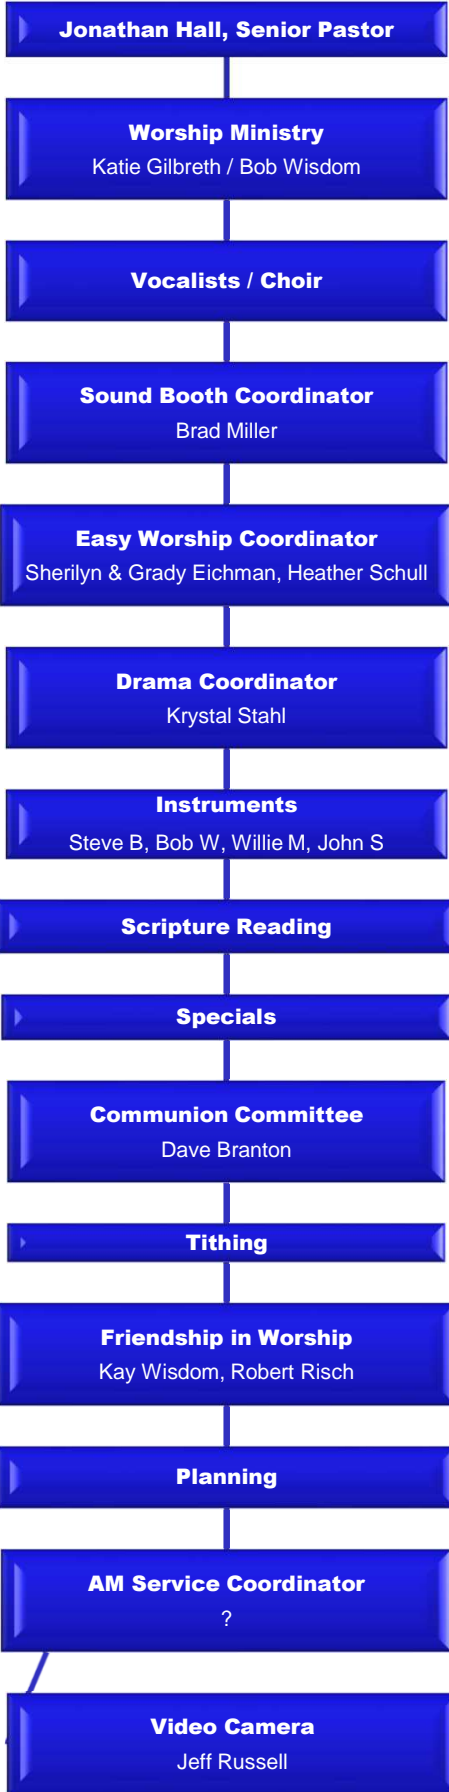 Jonathan Hall, Senior Pastor
Worship Ministry
Katie Gilbreth / Bob Wisdom
Vocalists / Choir
Sound Booth Coordinator
Brad Miller
Easy Worship Coordinator
Sherilyn & Grady Eichman, Heather Schull
Drama Coordinator
Krystal Stahl
Instruments
Steve B, Bob W, Willie M, John S
Scripture Reading
Specials
Communion Committee
Dave Branton
Tithing
Friendship in Worship
Kay Wisdom, Robert Risch
Planning
AM Service Coordinator
?
Video Camera
Jeff Russell